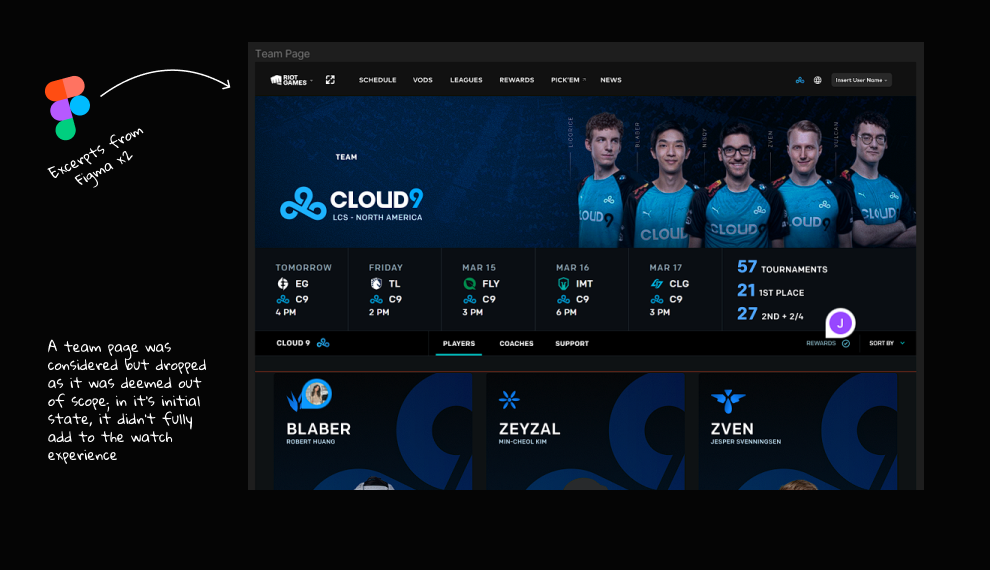 Team Page
RIOT GAMES
SCHEDULE VODS LEAGUES REWARDS PICK'EM NEWS
Insert User Name
Excerpts from
Figma x2
LICORICE
BLABER
NISQY
ZVEN
VULCAN
TEAM
CLOUD9
LCS - NORTH AMERICA
TOMORROW
EG
C9
4 PM
FRIDAY
TL
C9
2 PM
MAR 15
FLY
C9
3 PM
MAR 16
IMT
C9
6 PM
MAR 17
CLG
C9
3 PM
57 TOURNAMENTS
21 1ST PLACE
27 2ND + 2/4
J
CLOUD 9 PLAYERS COACHES SUPPORT REWARDS SORT BY
A team page was
considered but dropped
as it was deemed out
of scope; in it's initial
state, it didn't fully
add to the watch
experience
BLABER
ROBERT HUANG
ZEYZAL
MIN-CHEOL KIM
ZVEN
JESPER SVENNINGSEN